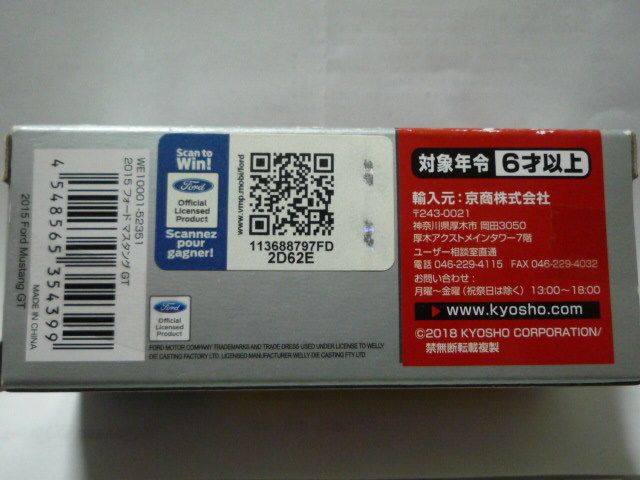 WE10001-52351
2015 フォード マスタング GT
4 548565 354399
2015 Ford Mustang GT
MADE IN CHINA
Scan to
Win!
Ford
Official
Licensed
Product
Scannez
pour
gagner!
www.vmp.mobi/ford
113688797FD
2D62E
Ford
Official
Licensed
Product
FORD MOTOR COMPANY TRADEMARKS AND TRADE DRESS USED UNDER LICENSE TO WELLY
DIE CASTING FACTORY LTD. LICENSED MANUFACTURER WELLY DIE CASTING FTY LTD
対象年令 6才以上
輸入元:京商株式会社
〒243-0021
神奈川県厚木市 岡田3050
厚木アクストメインタワー7階
ユーザー相談室直通
電話 046-229-4115 FAX 046-229-4032
お問い合わせ:
月曜~金曜(祝祭日は除く) 13:00~18:00
▶ www.kyosho.com
©2018 KYOSHO CORPORATION/
禁無断転載複製